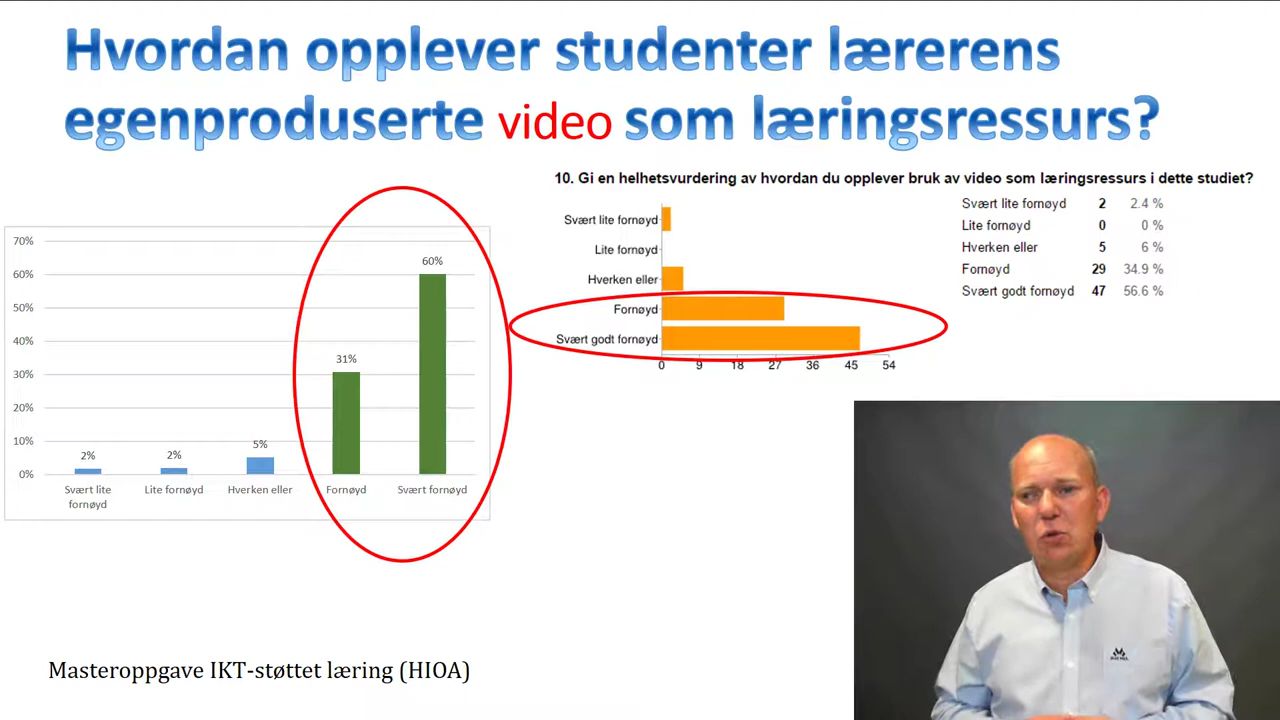 Hvordan opplever studenter lærerens
egenproduserte video som læringsressurs?
70%
60%
50%
40%
30%
20%
10%
0%
2%
2%
5%
31%
60%
Svært lite
fornøyd
Lite fornøyd
Hverken eller
Fornøyd
Svært fornøyd
10. Gi en helhetsvurdering av hvordan du opplever bruk av video som læringsressurs i dette studiet?
Svært lite fornøyd
Lite fornøyd
Hverken eller
Fornøyd
Svært godt fornøyd
0 9 18 27 36 45 54
Svært lite fornøyd 2 2.4 %
Lite fornøyd 0 0 %
Hverken eller 5 6 %
Fornøyd 29 34.9 %
Svært godt fornøyd 47 56.6 %
Masteroppgave IKT-støttet læring (HIOA)